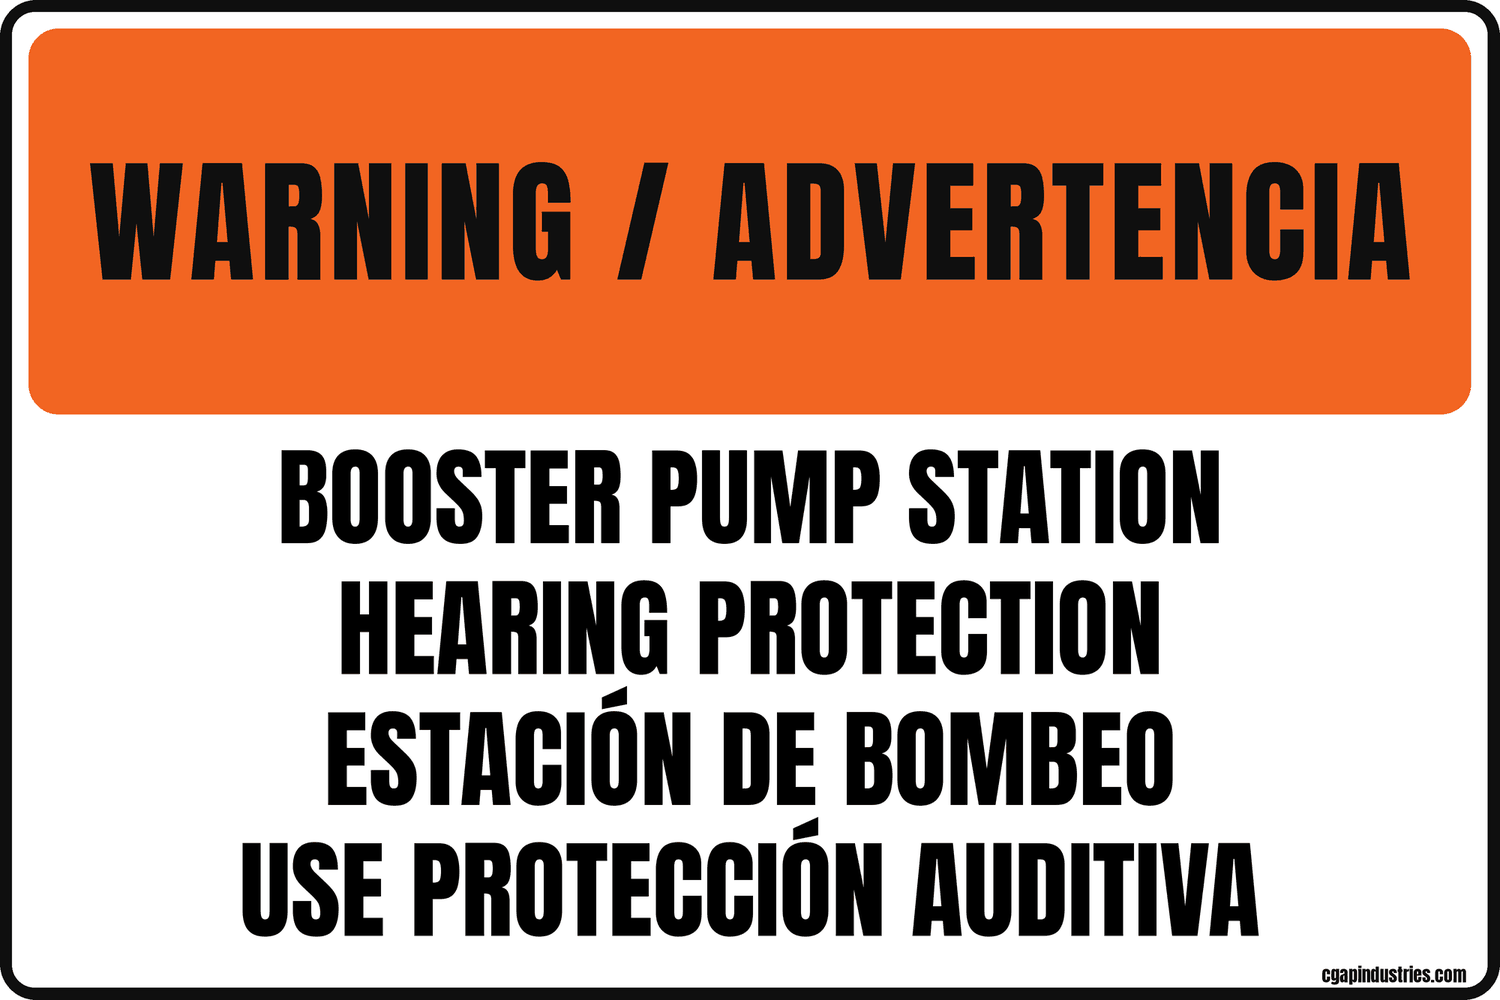 WARNING / ADVERTENCIA
BOOSTER PUMP STATION
HEARING PROTECTION
ESTACIÓN DE BOMBEO
USE PROTECCIÓN AUDITIVA
cgapindustries.com